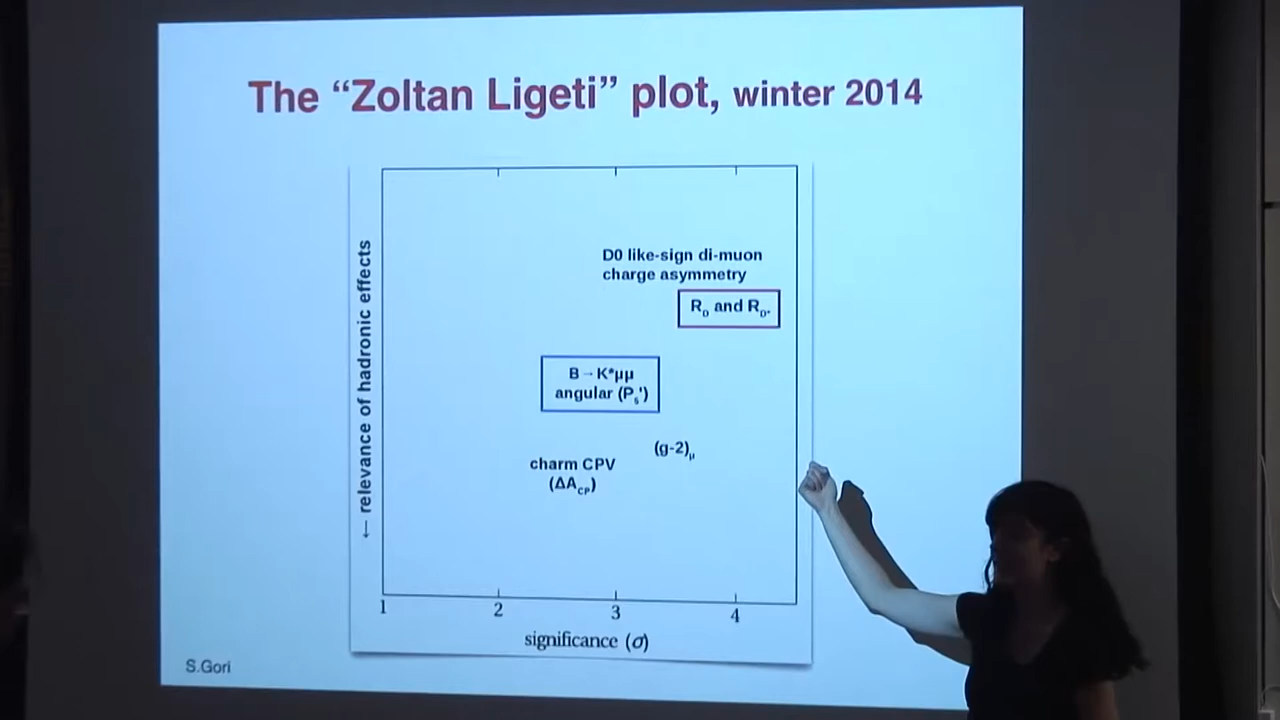 The “Zoltan Ligeti” plot, winter 2014
← relevance of hadronic effects
D0 like-sign di-muon
charge asymmetry
R_D and R_D*
B → K*μμ
angular (P_5')
(g-2)_μ
charm CPV
(ΔA_CP)
1 2 3 4
significance (σ)
S.Gori